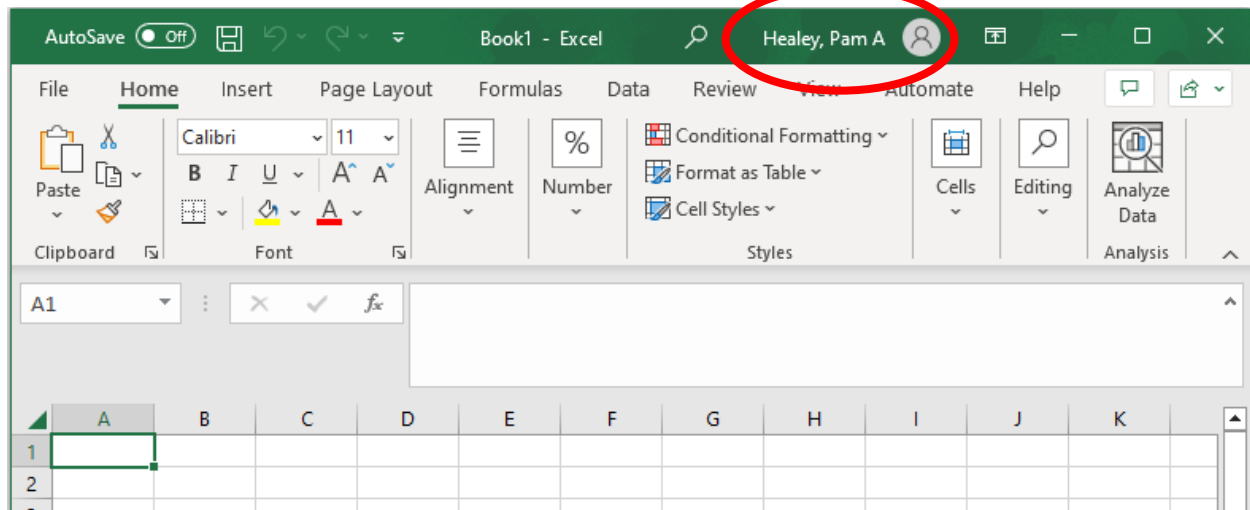 AutoSave Off Book1 - Excel Healey, Pam A
File Home Insert Page Layout Formulas Data Review View Automate Help
Paste
Calibri 11
B I U A A
A
Alignment
Number
%
Conditional Formatting
Format as Table
Cell Styles
Cells
Editing
Analyze
Data
Clipboard Font Styles Analysis
A1 fx
A B C D E F G H I J K
1
2